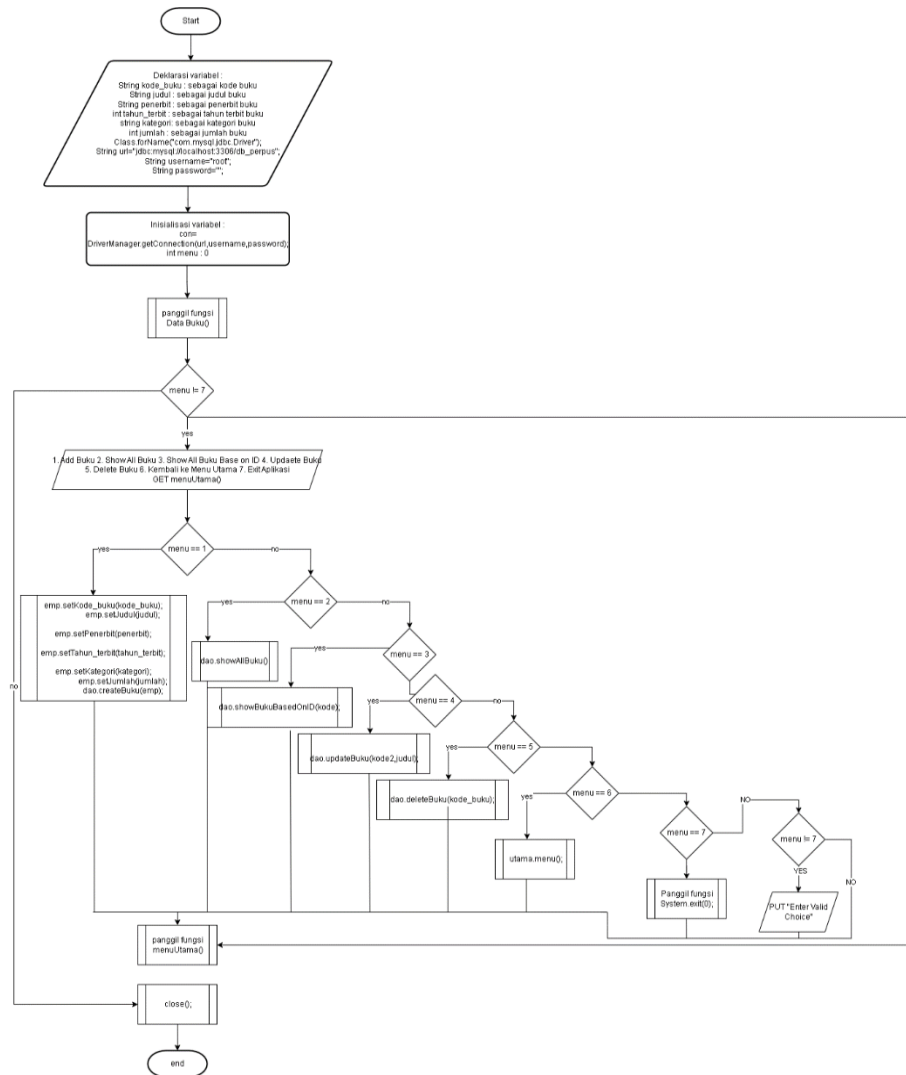 Start
Deklarasi variabel :
String kode_buku : sebagai kode buku
String judul : sebagai judul buku
String penerbit : sebagai penerbit buku
int tahun_terbit : sebagai tahun terbit buku
string kategori: sebagai kategori buku
int jumlah : sebagai jumlah buku
Class.forName("com.mysql.jdbc.Driver");
String url="jdbc:mysql://localhost:3306/db_perpus";
String username="root";
String password="";
Inisialisasi variabel :
con=
DriverManager.getConnection(url,username,password);
int menu : 0
panggil fungsi
Data Buku()
menu != 7
yes
1. Add Buku 2. Show All Buku 3. Show All Buku Base on ID 4. Updaete Buku
5. Delete Buku 6. Kembali ke Menu Utama 7. Exit Aplikasi
GET menuUtama()
menu == 1
yes
no
emp.setKode_buku(kode_buku);
emp.setJudul(judul);
emp.setPenerbit(penerbit);
emp.setTahun_terbit(tahun_terbit);
emp.setKategori(kategori);
emp.setJumlah(jumlah);
dao.createBuku(emp);
menu == 2
yes
no
dao.showAllBuku()
menu == 3
yes
dao.showBukuBasedOnID(kode);
no
menu == 4
yes
no
dao.updateBuku(kode2,judul);
menu == 5
yes
dao.deleteBuku(kode_buku);
menu == 6
yes
utama.menu();
menu == 7
NO
Panggil fungsi
System.exit(0);
menu != 7
YES
NO
PUT "Enter Valid
Choice"
panggil fungsi
menuUtama()
close();
end